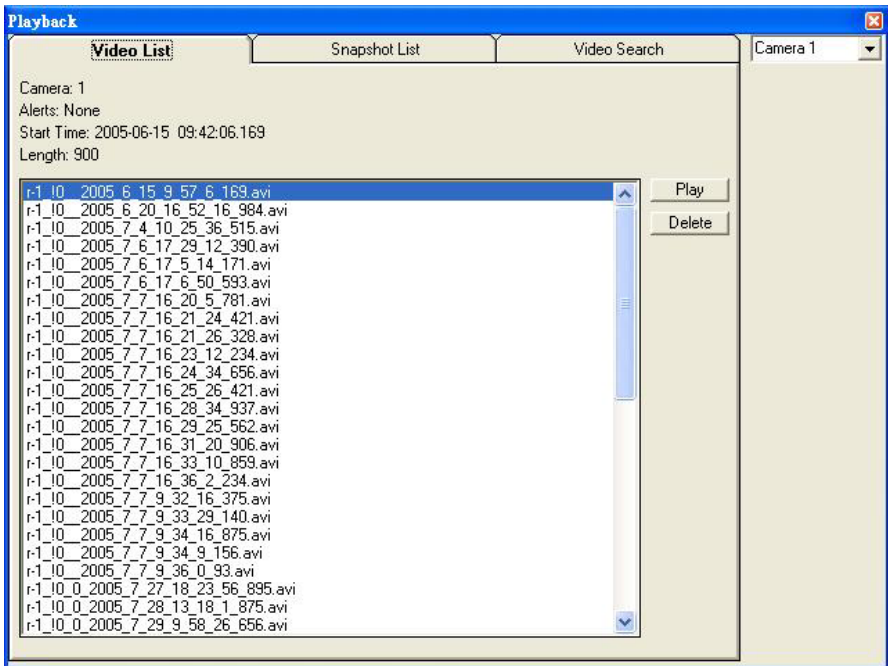 Playback
Video List Snapshot List Video Search Camera 1
Camera: 1
Alerts: None
Start Time: 2005-06-15 09:42:06.169
Length: 900
r-1_!0__2005_6_15_9_57_6_169.avi
r-1_!0__2005_6_20_16_52_16_984.avi
r-1_!0__2005_7_4_10_25_36_515.avi
r-1_!0__2005_7_6_17_29_12_390.avi
r-1_!0__2005_7_6_17_5_14_171.avi
r-1_!0__2005_7_6_17_6_50_593.avi
r-1_!0__2005_7_7_16_20_5_781.avi
r-1_!0__2005_7_7_16_21_24_421.avi
r-1_!0__2005_7_7_16_21_26_328.avi
r-1_!0__2005_7_7_16_23_12_234.avi
r-1_!0__2005_7_7_16_24_34_656.avi
r-1_!0__2005_7_7_16_25_26_421.avi
r-1_!0__2005_7_7_16_28_34_937.avi
r-1_!0__2005_7_7_16_29_25_562.avi
r-1_!0__2005_7_7_16_31_20_906.avi
r-1_!0__2005_7_7_16_33_10_859.avi
r-1_!0__2005_7_7_16_36_2_234.avi
r-1_!0__2005_7_7_9_32_16_375.avi
r-1_!0__2005_7_7_9_33_29_140.avi
r-1_!0__2005_7_7_9_34_16_875.avi
r-1_!0__2005_7_7_9_34_9_156.avi
r-1_!0__2005_7_7_9_36_0_93.avi
r-1_!0_0_2005_7_27_18_23_56_895.avi
r-1_!0_0_2005_7_28_13_18_1_875.avi
r-1_!0_0_2005_7_29_9_58_26_656.avi
Play
Delete